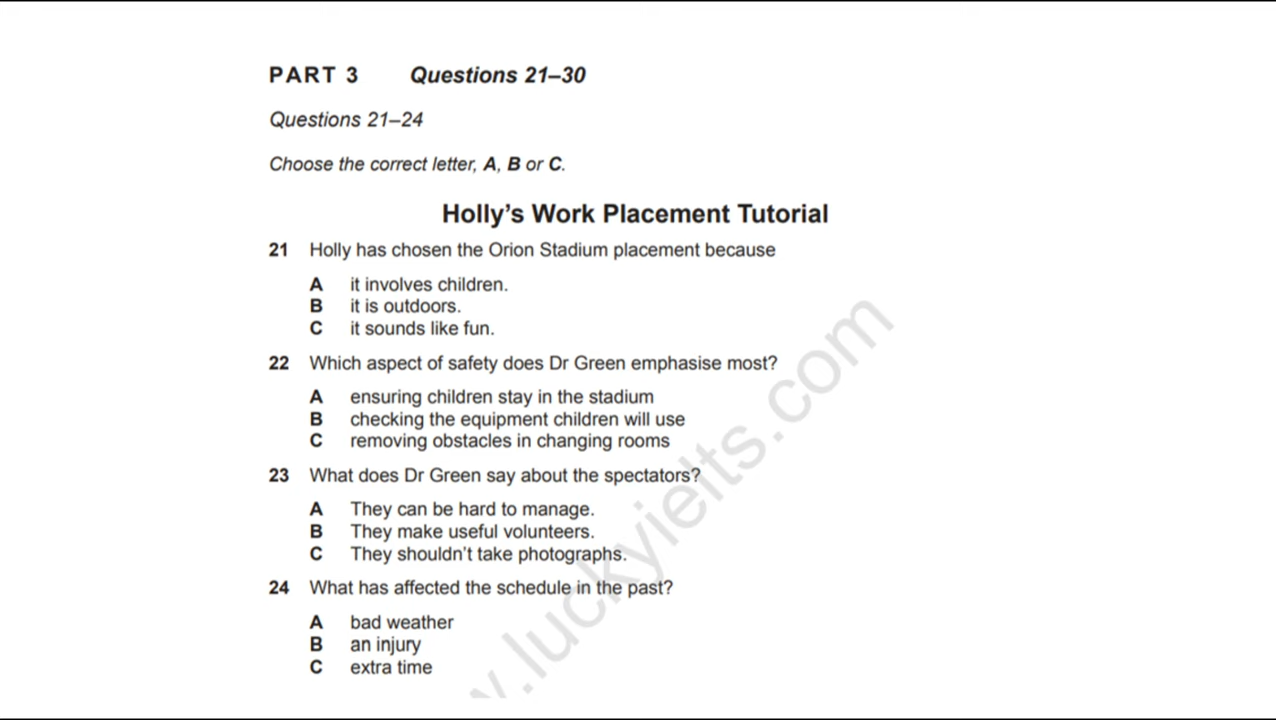 PART 3 Questions 21–30
Questions 21–24
Choose the correct letter, A, B or C.
Holly's Work Placement Tutorial
21 Holly has chosen the Orion Stadium placement because
A it involves children.
B it is outdoors.
C it sounds like fun.
22 Which aspect of safety does Dr Green emphasise most?
A ensuring children stay in the stadium
B checking the equipment children will use
C removing obstacles in changing rooms
23 What does Dr Green say about the spectators?
A They can be hard to manage.
B They make useful volunteers.
C They shouldn't take photographs.
24 What has affected the schedule in the past?
A bad weather
B an injury
C extra time
.luckyielts.com